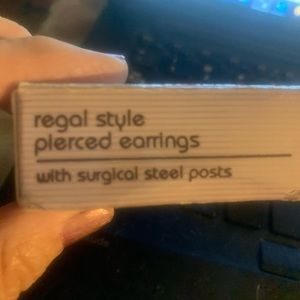 regal style
pierced earrings
with surgical steel posts